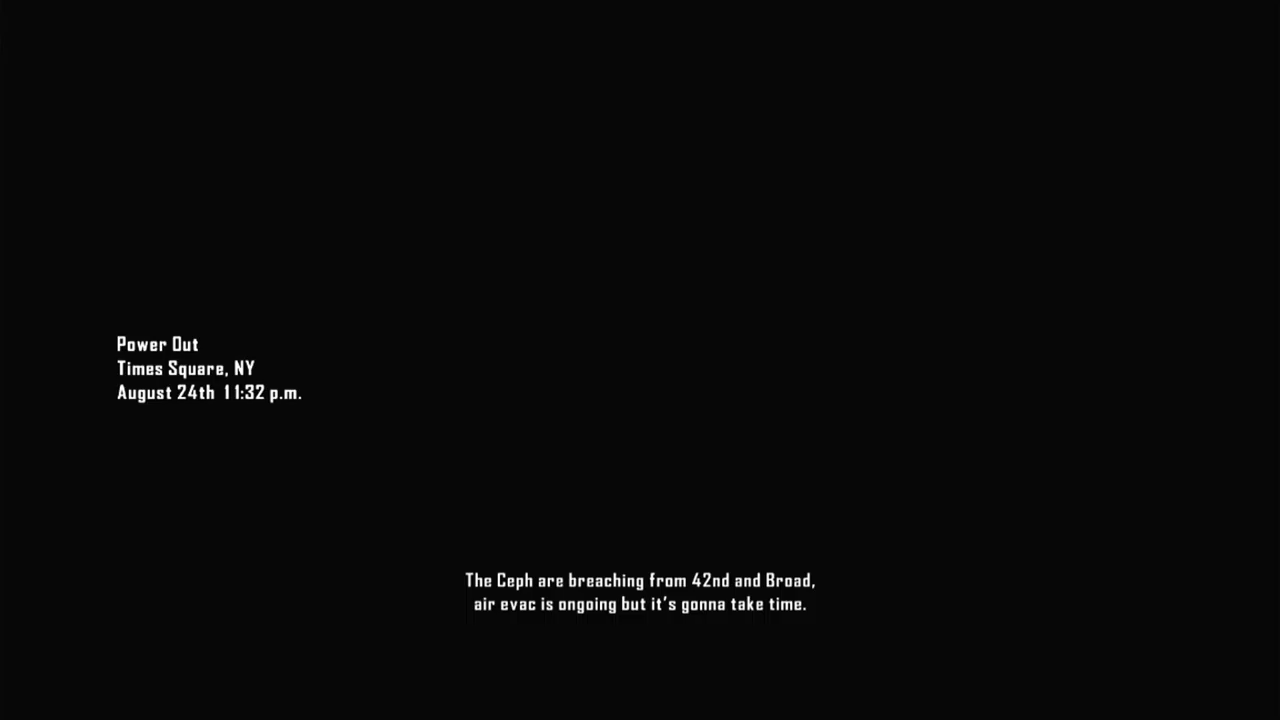 Power Out
Times Square, NY
August 24th 11:32 p.m.
The Ceph are breaching from 42nd and Broad,
air evac is ongoing but it's gonna take time.